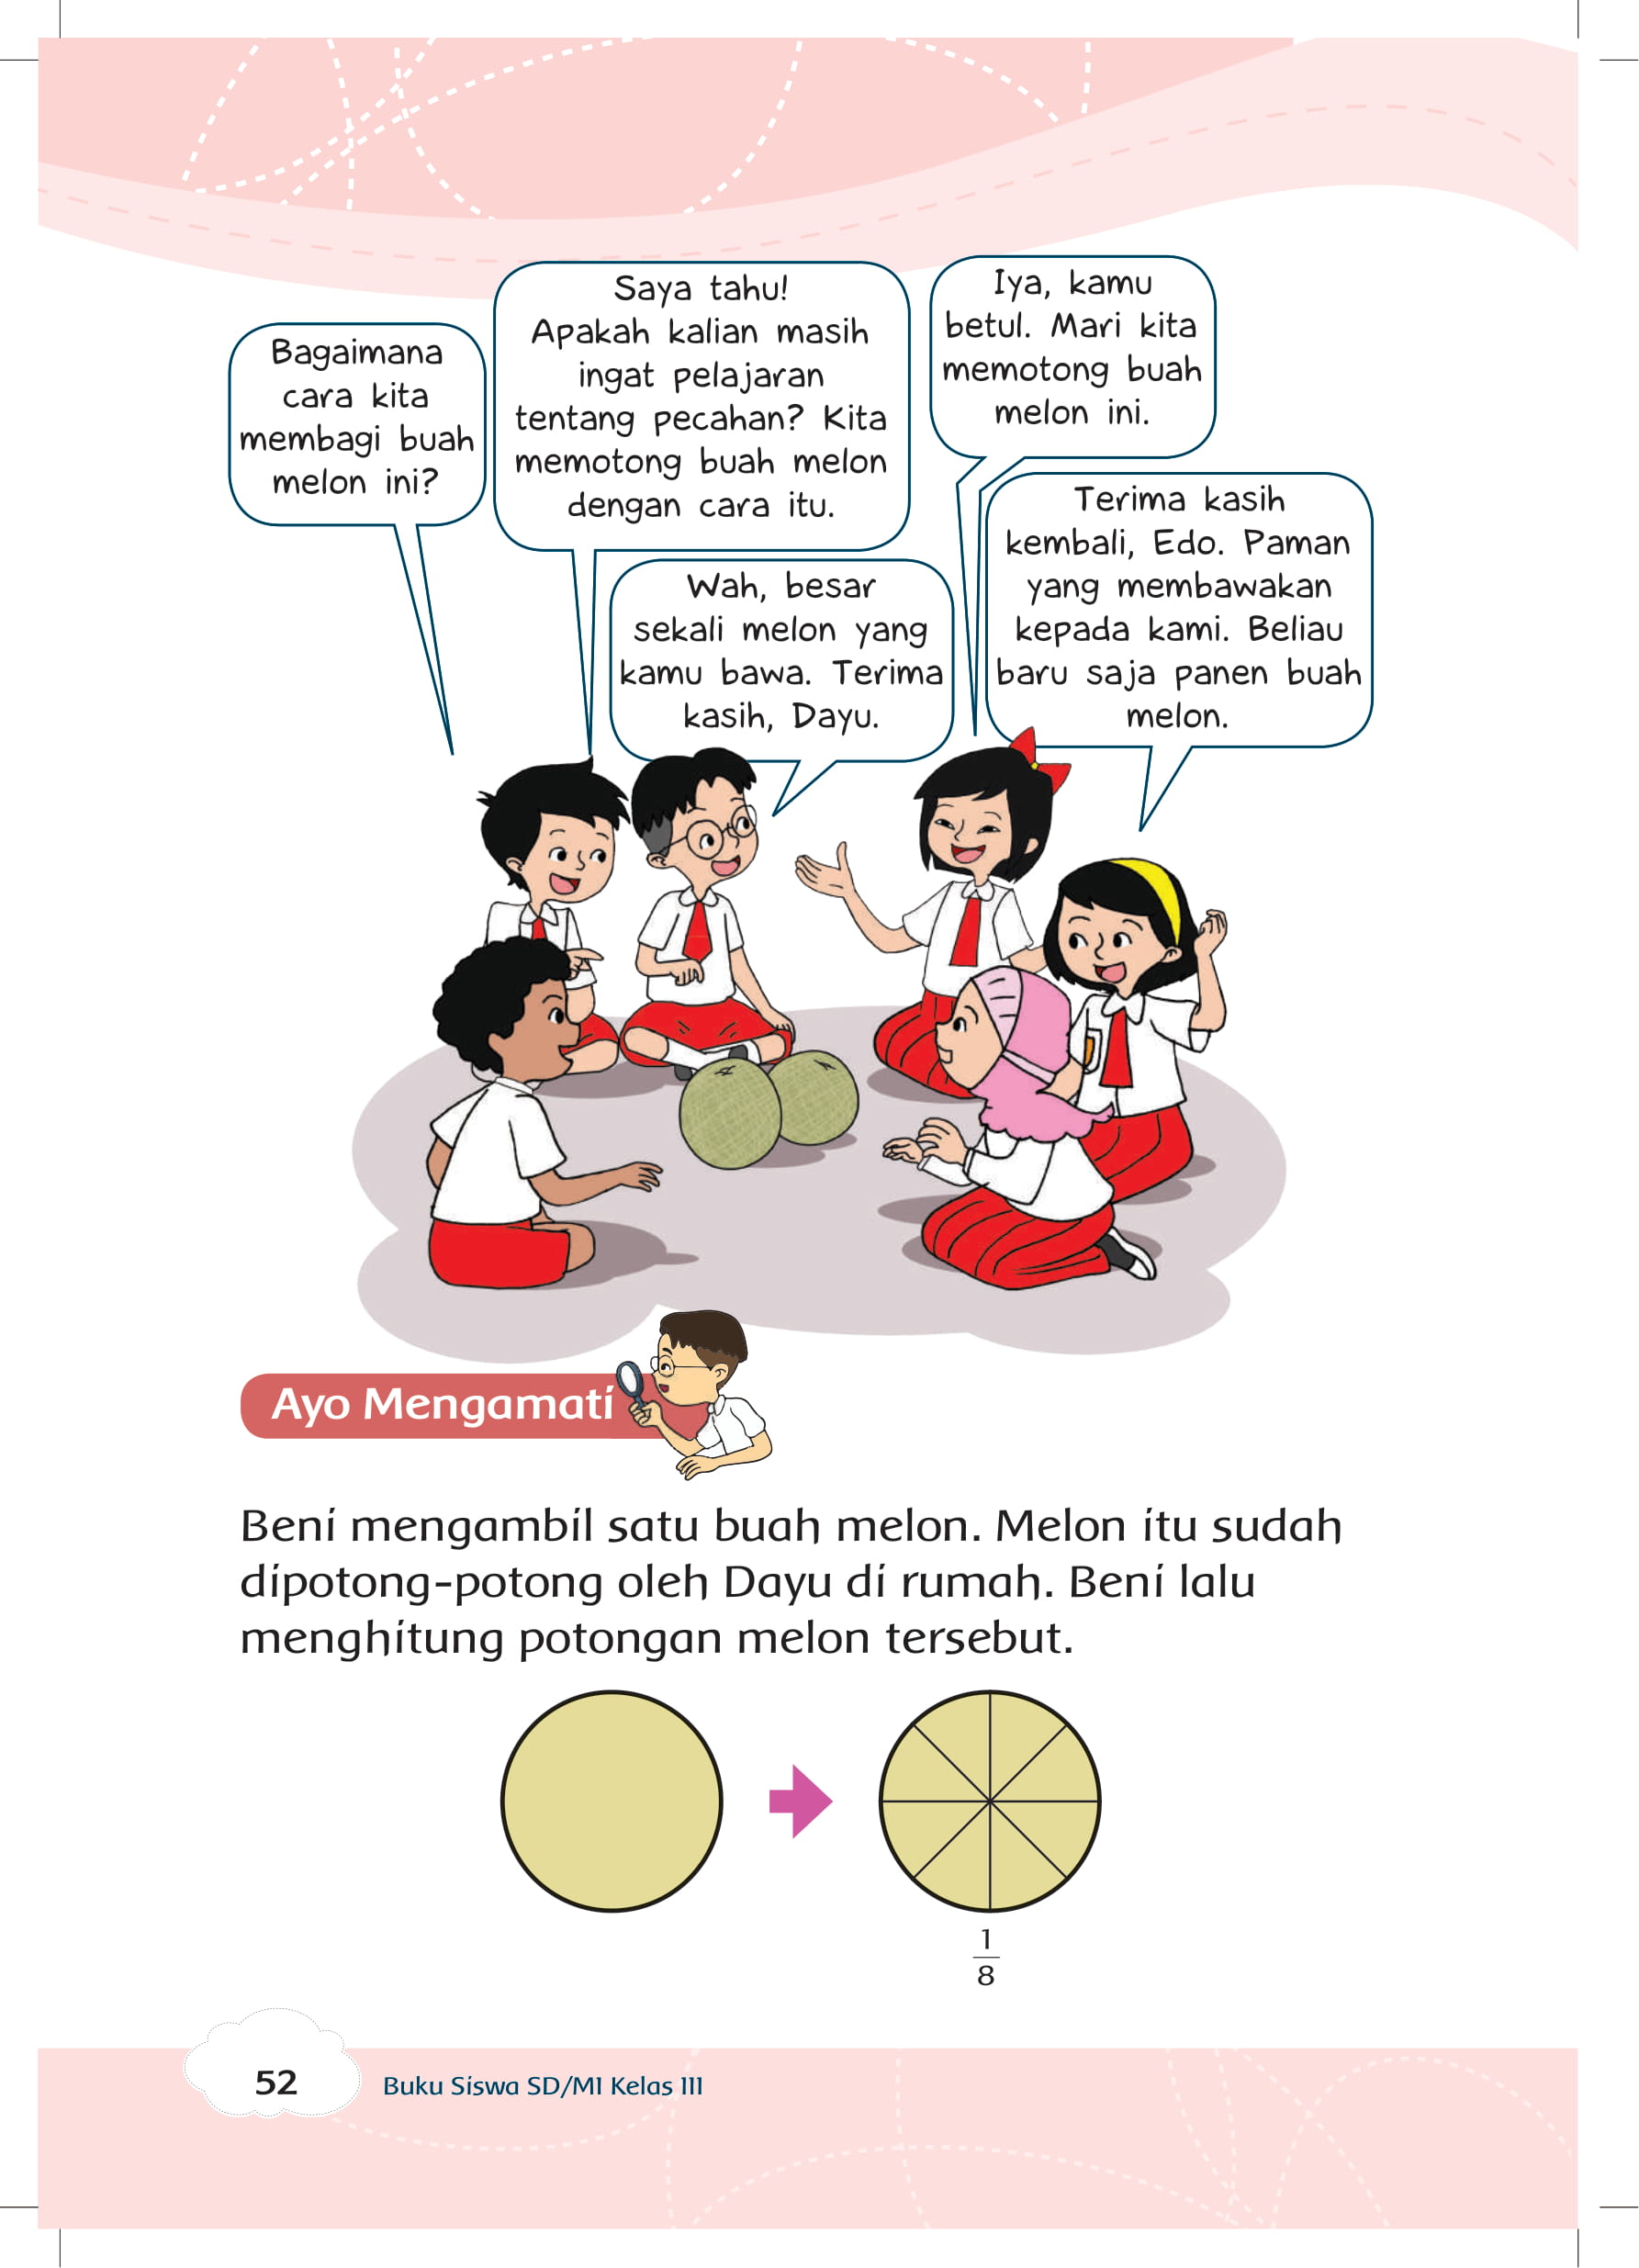 Bagaimana
cara kita
membagi buah
melon ini?
Saya tahu!
Apakah kalian masih
ingat pelajaran
tentang pecahan? Kita
memotong buah melon
dengan cara itu.
Iya, kamu
betul. Mari kita
memotong buah
melon ini.
Wah, besar
sekali melon yang
kamu bawa. Terima
kasih, Dayu.
Terima kasih
kembali, Edo. Paman
yang membawakan
kepada kami. Beliau
baru saja panen buah
melon.
Ayo Mengamati
Beni mengambil satu buah melon. Melon itu sudah
dipotong-potong oleh Dayu di rumah. Beni lalu
menghitung potongan melon tersebut.
1
8
52
Buku Siswa SD/MI Kelas III